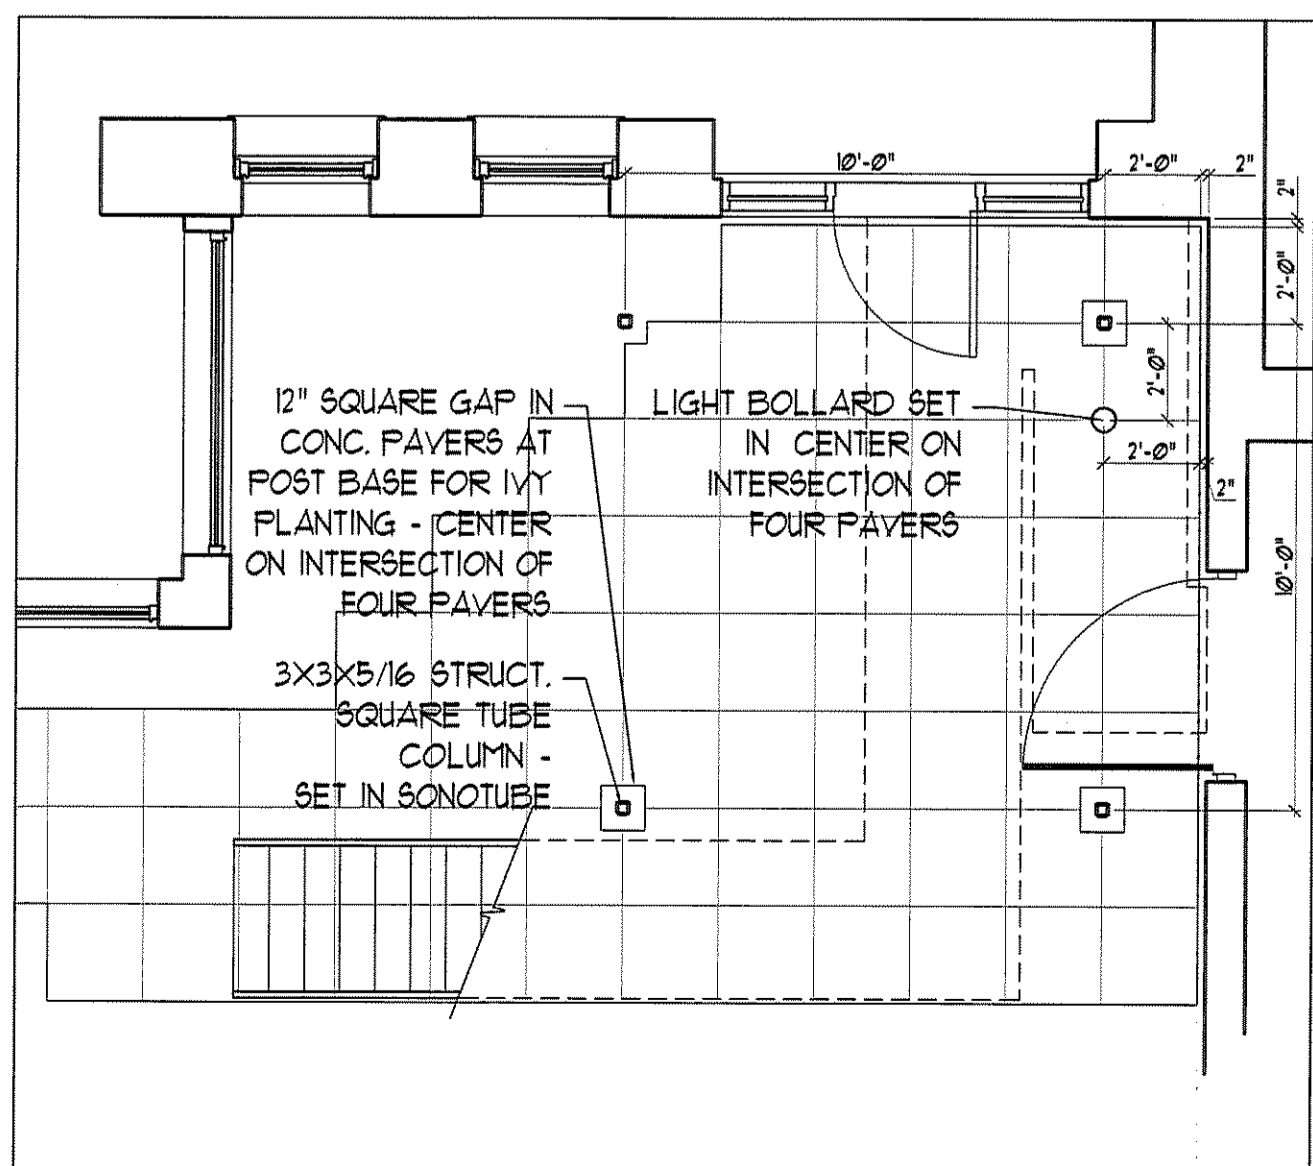 10'-0"
2'-0"
2"
2"
2'-0"
2'-0"
12" SQUARE GAP IN
CONC. PAVERS AT
POST BASE FOR IVY
PLANTING - CENTER
ON INTERSECTION OF
FOUR PAVERS
LIGHT BOLLARD SET
IN CENTER ON
INTERSECTION OF
FOUR PAVERS
2'-0"
2"
10'-0"
3X3X5/16 STRUCT.
SQUARE TUBE
COLUMN -
SET IN SONOTUBE